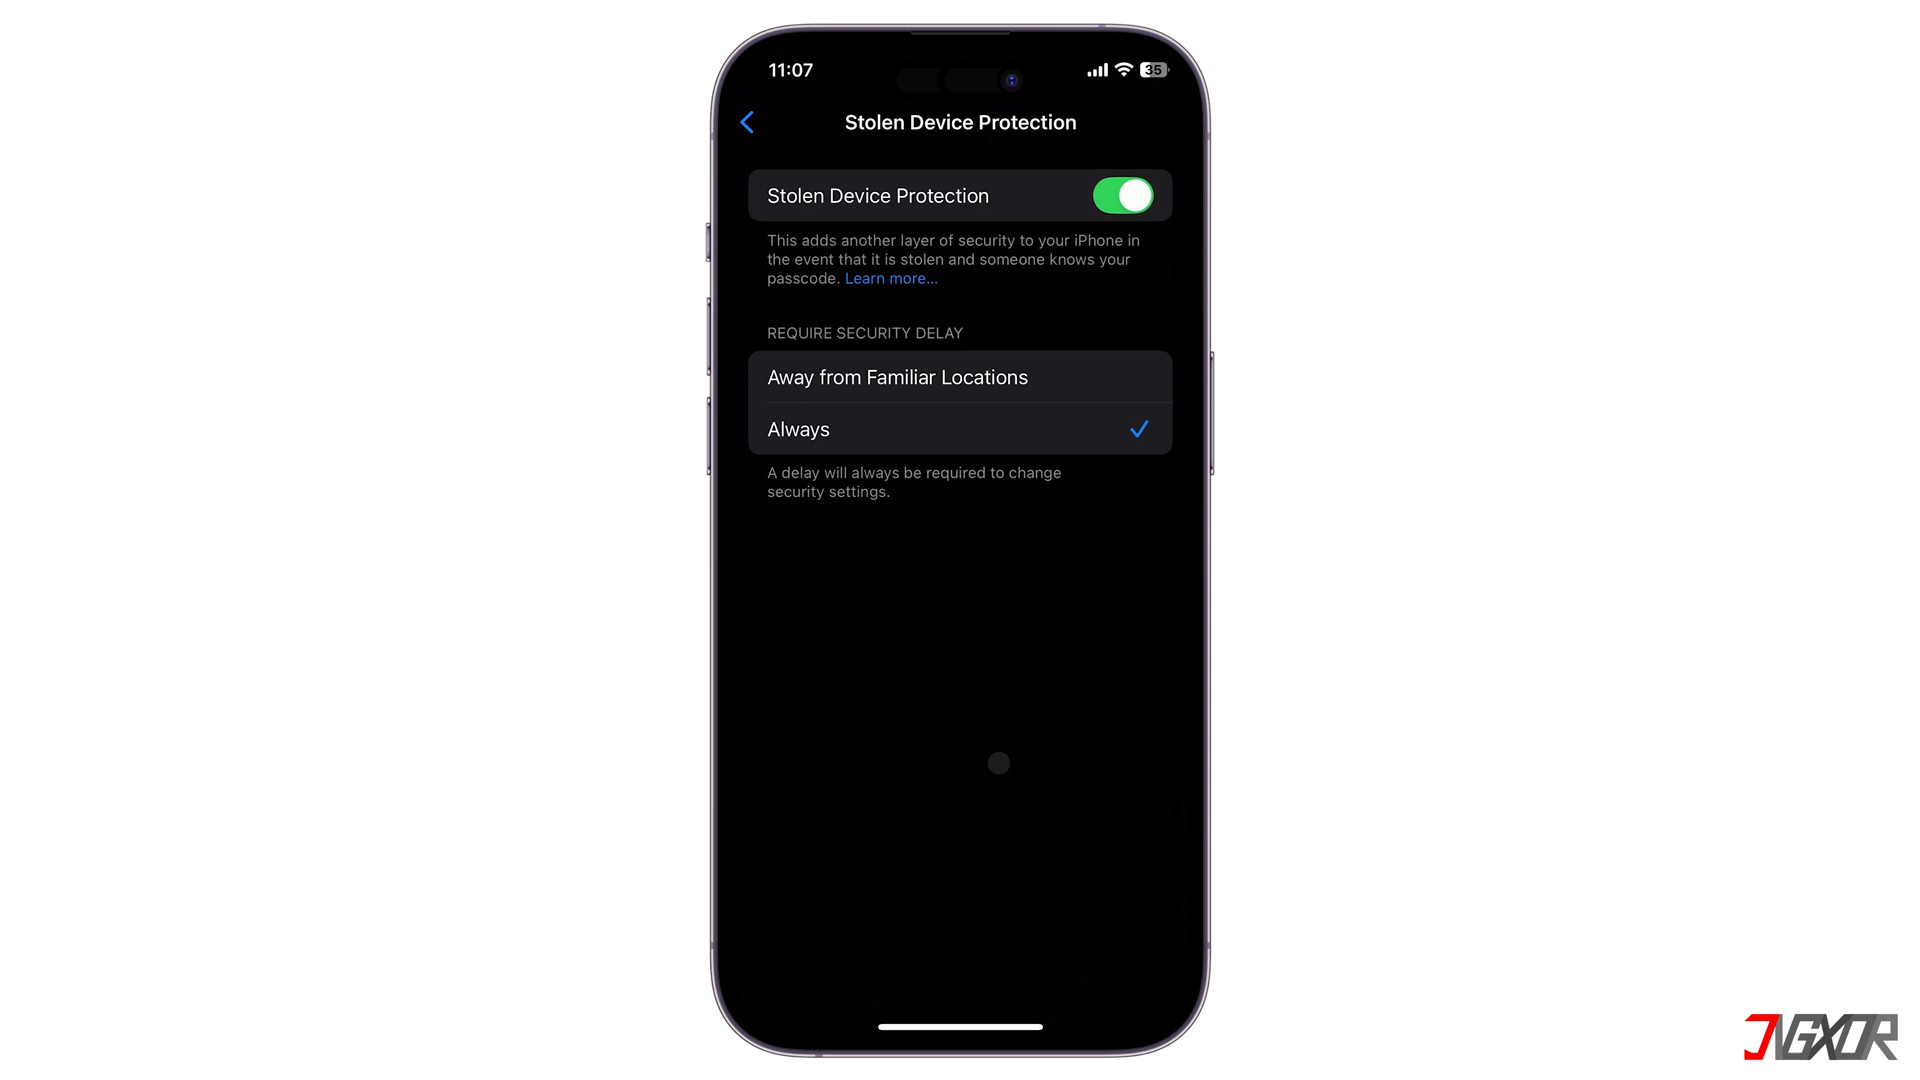 11:07
35
Stolen Device Protection
Stolen Device Protection
This adds another layer of security to your iPhone in
the event that it is stolen and someone knows your
passcode. Learn more...
REQUIRE SECURITY DELAY
Away from Familiar Locations
Always
A delay will always be required to change
security settings.
JVGXOR